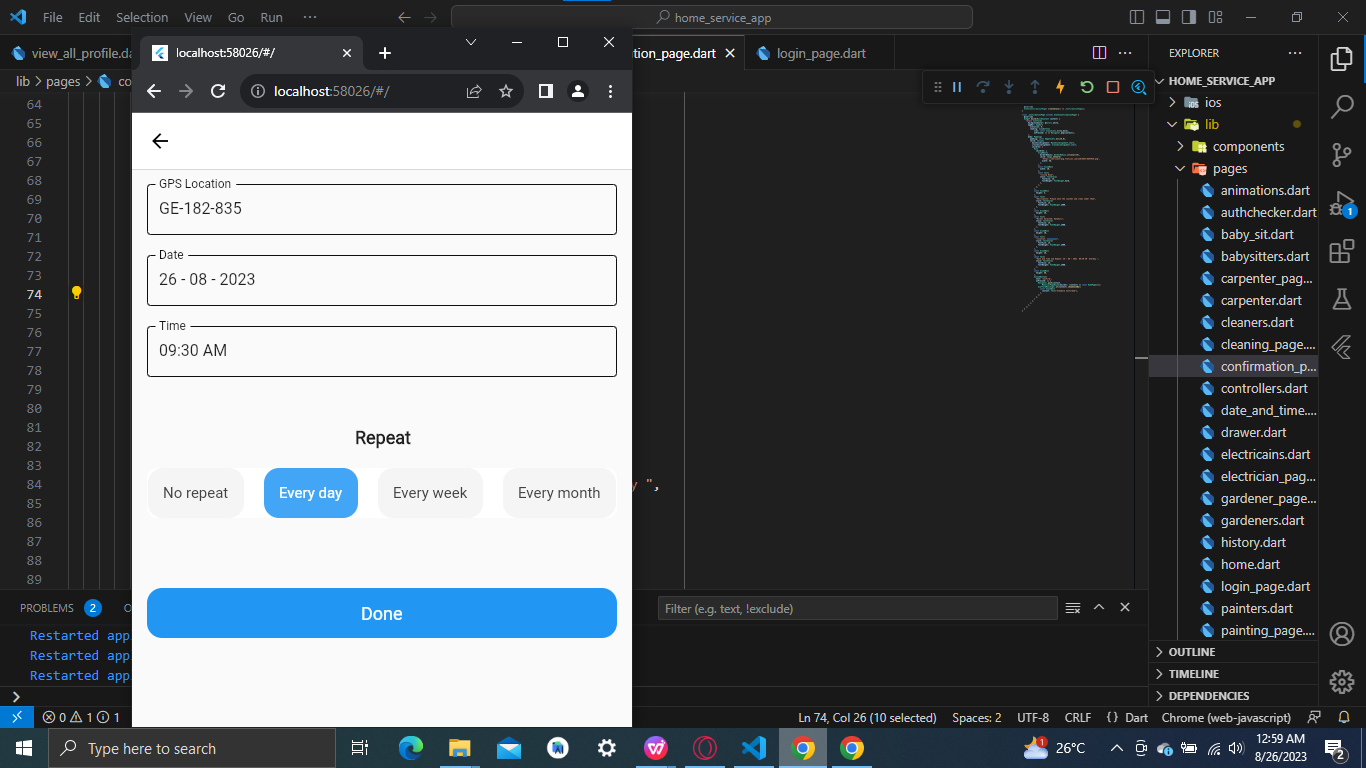 File Edit Selection View Go Run ··· home_service_app
view_all_profile.da
tion_page.dart
login_page.dart
lib > pages >
localhost:58026/#/
localhost:58026/#/
GPS Location
GE-182-835
Date
26 - 08 - 2023
Time
09:30 AM
Repeat
No repeat Every day Every week Every month
Done
64
65
66
67
68
69
70
71
72
73
74
75
76
77
78
79
80
81
82
83
84
85
86
87
88
89
y ",
EXPLORER
HOME_SERVICE_APP
ios
lib
components
pages
animations.dart
authchecker.dart
baby_sit.dart
babysitters.dart
carpenter_pag...
carpenter.dart
cleaners.dart
cleaning_page....
confirmation_p...
controllers.dart
date_and_time....
drawer.dart
electricains.dart
electrician_pag...
gardener_page...
gardeners.dart
history.dart
home.dart
login_page.dart
painters.dart
painting_page....
OUTLINE
TIMELINE
DEPENDENCIES
1
PROBLEMS 2
Filter (e.g. text, !exclude)
Restarted app
Restarted app
Restarted app
0 1 1
Ln 74, Col 26 (10 selected) Spaces: 2 UTF-8 CRLF {} Dart Chrome (web-javascript)
Type here to search
1 26°C
12:59 AM
8/26/2023
2